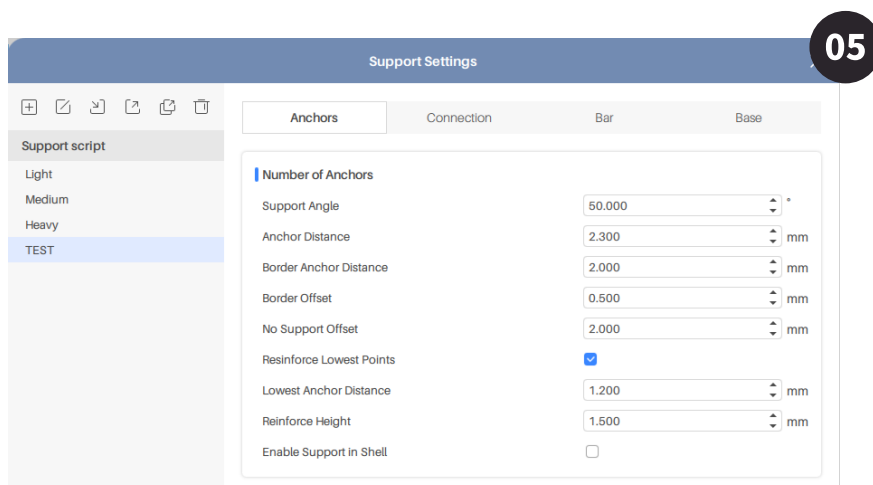 05
Support Settings
Anchors Connection Bar Base
Support script
Light
Medium
Heavy
TEST
Number of Anchors
Support Angle 50.000 °
Anchor Distance 2.300 mm
Border Anchor Distance 2.000 mm
Border Offset 0.500 mm
No Support Offset 2.000 mm
Resinforce Lowest Points
Lowest Anchor Distance 1.200 mm
Reinforce Height 1.500 mm
Enable Support in Shell